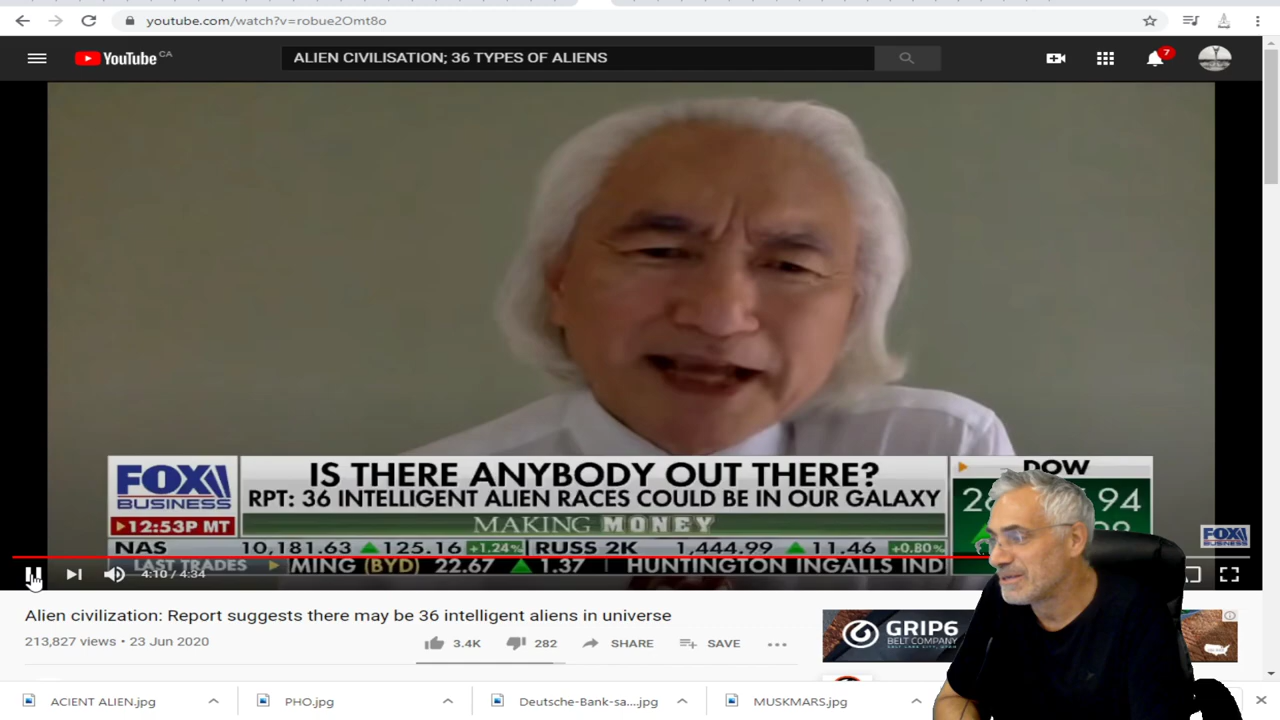 youtube.com/watch?v=robue2Omt8o
YouTube CA
ALIEN CIVILISATION; 36 TYPES OF ALIENS
7
FOX BUSINESS
12:53P MT
IS THERE ANYBODY OUT THERE?
RPT: 36 INTELLIGENT ALIEN RACES COULD BE IN OUR GALAXY
MAKING MONEY
DOW
94
NAS 10,181.63 125.16 +1.24% RUSS 2K 1,444.99 11.46 +0.80%
LAST TRADES MING (BYD) 22.67 1.37 HUNTINGTON INGALLS IND
FOX BUSINESS
4:10 / 4:34
Alien civilization: Report suggests there may be 36 intelligent aliens in universe
213,827 views • 23 Jun 2020
3.4K 282 SHARE SAVE
GRIP6
BELT COMPANY
ACIENT ALIEN.jpg PHO.jpg Deutsche-Bank-sa....jpg MUSKMARS.jpg